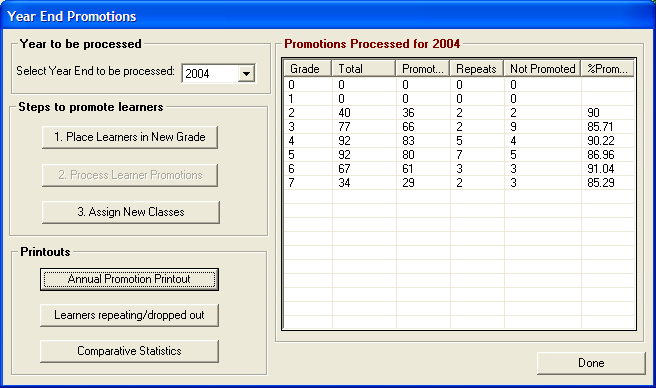 Year End Promotions
Year to be processed
Select Year End to be processed: 2004
Steps to promote learners
1. Place Learners in New Grade
2. Process Learner Promotions
3. Assign New Classes
Printouts
Annual Promotion Printout
Learners repeating/dropped out
Comparative Statistics
Promotions Processed for 2004
Grade Total Promot... Repeats Not Promoted %Prom...
0 0 0 0 0
1 0 0 0 0
2 40 36 2 2 90
3 77 66 2 9 85.71
4 92 83 5 4 90.22
5 92 80 7 5 86.96
6 67 61 3 3 91.04
7 34 29 2 3 85.29
Done